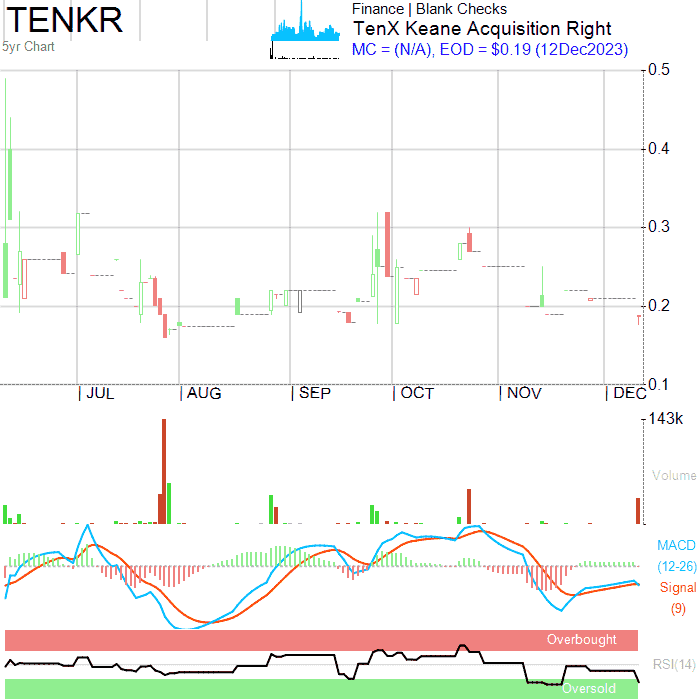 TENKR
5yr Chart
Finance | Blank Checks
TenX Keane Acquisition Right
MC = (N/A), EOD = $0.19 (12Dec2023)
0.5
0.4
0.3
0.2
0.1
| JUL | AUG | SEP | OCT | NOV | DEC
143k
Volume
MACD
(12-26)
Signal
(9)
Overbought
RSI(14)
Oversold